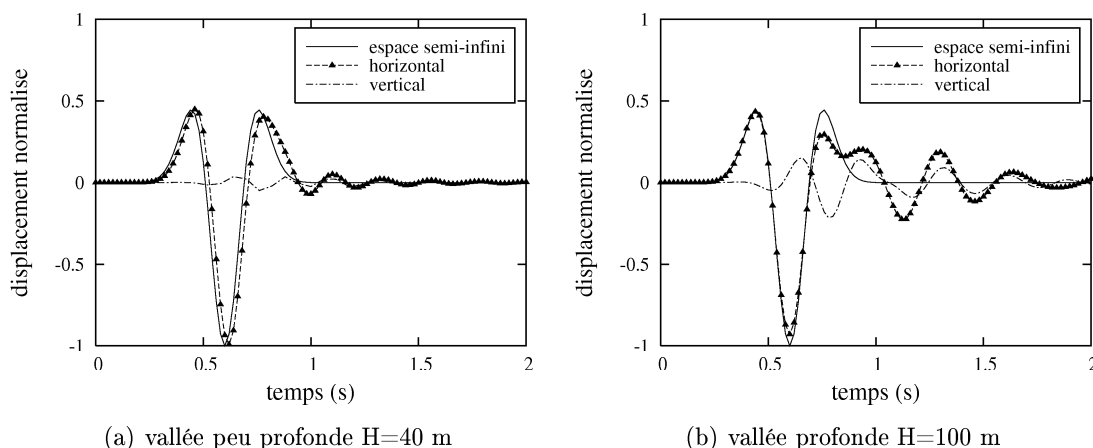 1
0.5
0
-0.5
-1
displacement normalise
espace semi-infini
horizontal
vertical
0
0.5
1
1.5
2
temps (s)
(a) vallée peu profonde H=40 m
1
0.5
0
-0.5
-1
displacement normalise
espace semi-infini
horizontal
vertical
0
0.5
1
1.5
2
temps (s)
(b) vallée profonde H=100 m